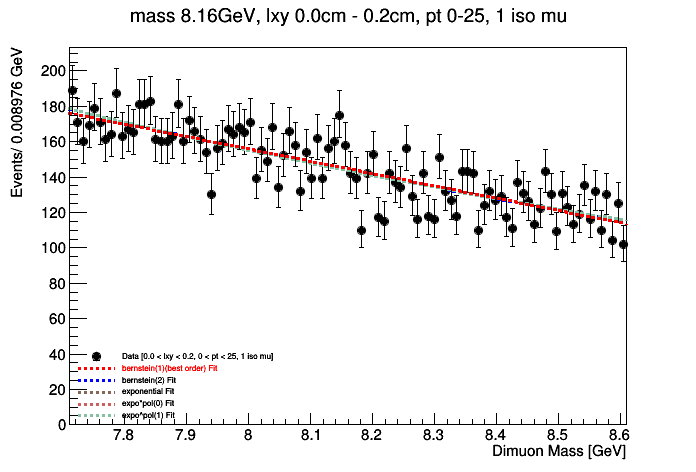 mass 8.16GeV, lxy 0.0cm - 0.2cm, pt 0-25, 1 iso mu
Events/ 0.008976 GeV
200
180
160
140
120
100
80
60
40
20
0
Data [0.0 < lxy < 0.2, 0 < pt < 25, 1 iso mu]
bernstein(1)(best order) Fit
bernstein(2) Fit
exponential Fit
expo*pol(0) Fit
expo*pol(1) Fit
7.8 7.9 8 8.1 8.2 8.3 8.4 8.5 8.6
Dimuon Mass [GeV]